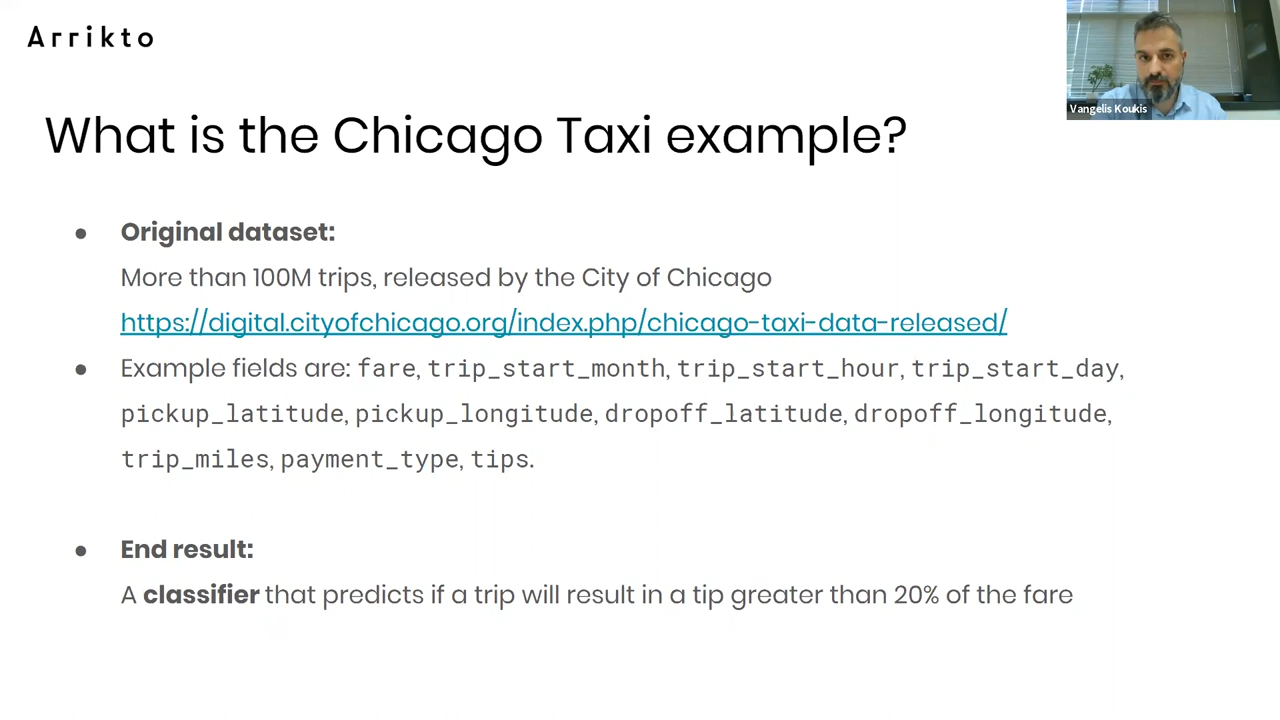 Arrikto
Vangelis Koukis
What is the Chicago Taxi example?
● Original dataset:
More than 100M trips, released by the City of Chicago
https://digital.cityofchicago.org/index.php/chicago-taxi-data-released/
● Example fields are: fare, trip_start_month, trip_start_hour, trip_start_day,
pickup_latitude, pickup_longitude, dropoff_latitude, dropoff_longitude,
trip_miles, payment_type, tips.
● End result:
A classifier that predicts if a trip will result in a tip greater than 20% of the fare